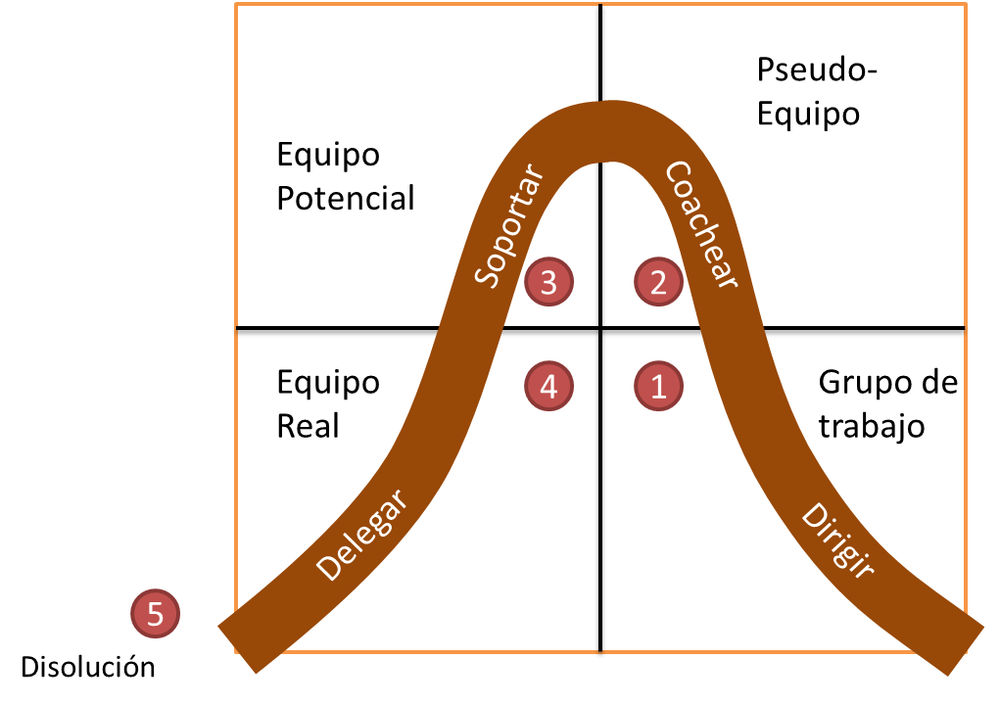 Pseudo-
Equipo
Equipo
Potencial
Soportar
Coachear
3
2
Equipo
Real
4
1
Grupo de
trabajo
Delegar
Dirigir
5
Disolución